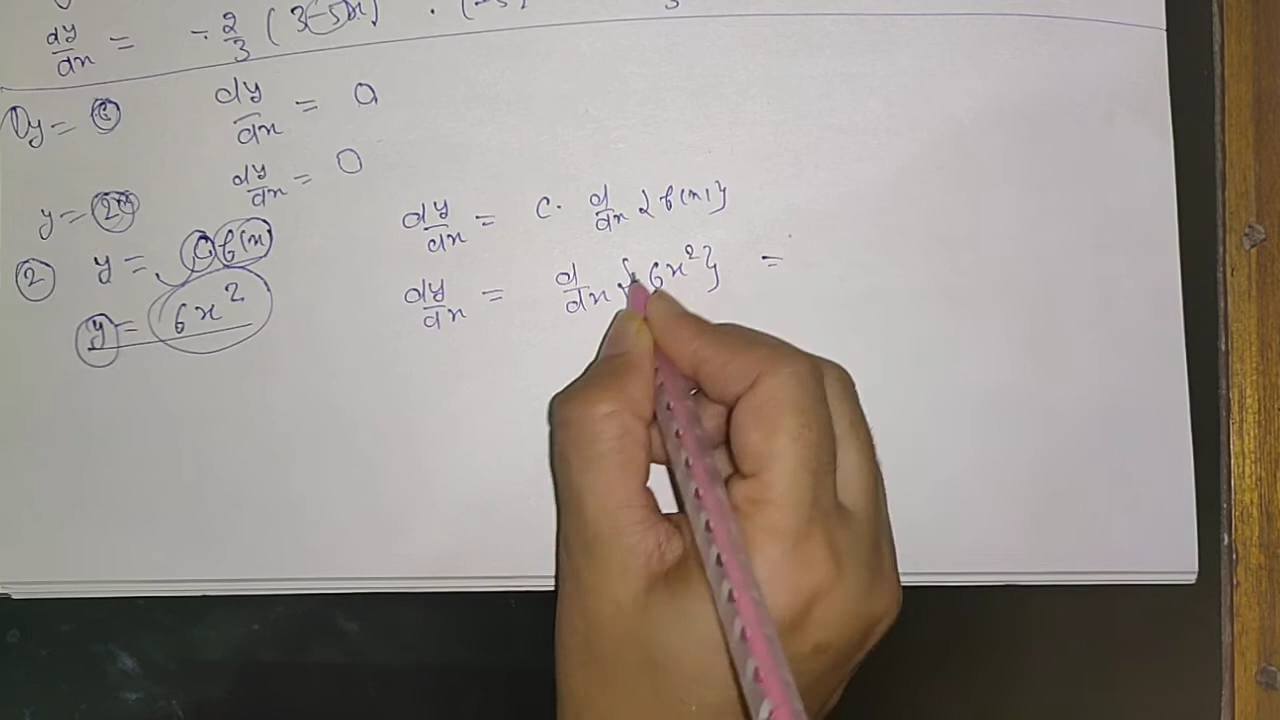 dy/dx = - 2/3 (3-5x) · (-5)
① y = c dy/dx = 0
y = 2 dy/dx = 0
② y = c f(x) dy/dx = c· d/dx {f(x)}
y = 6x² dy/dx = d/dx {6x²} =